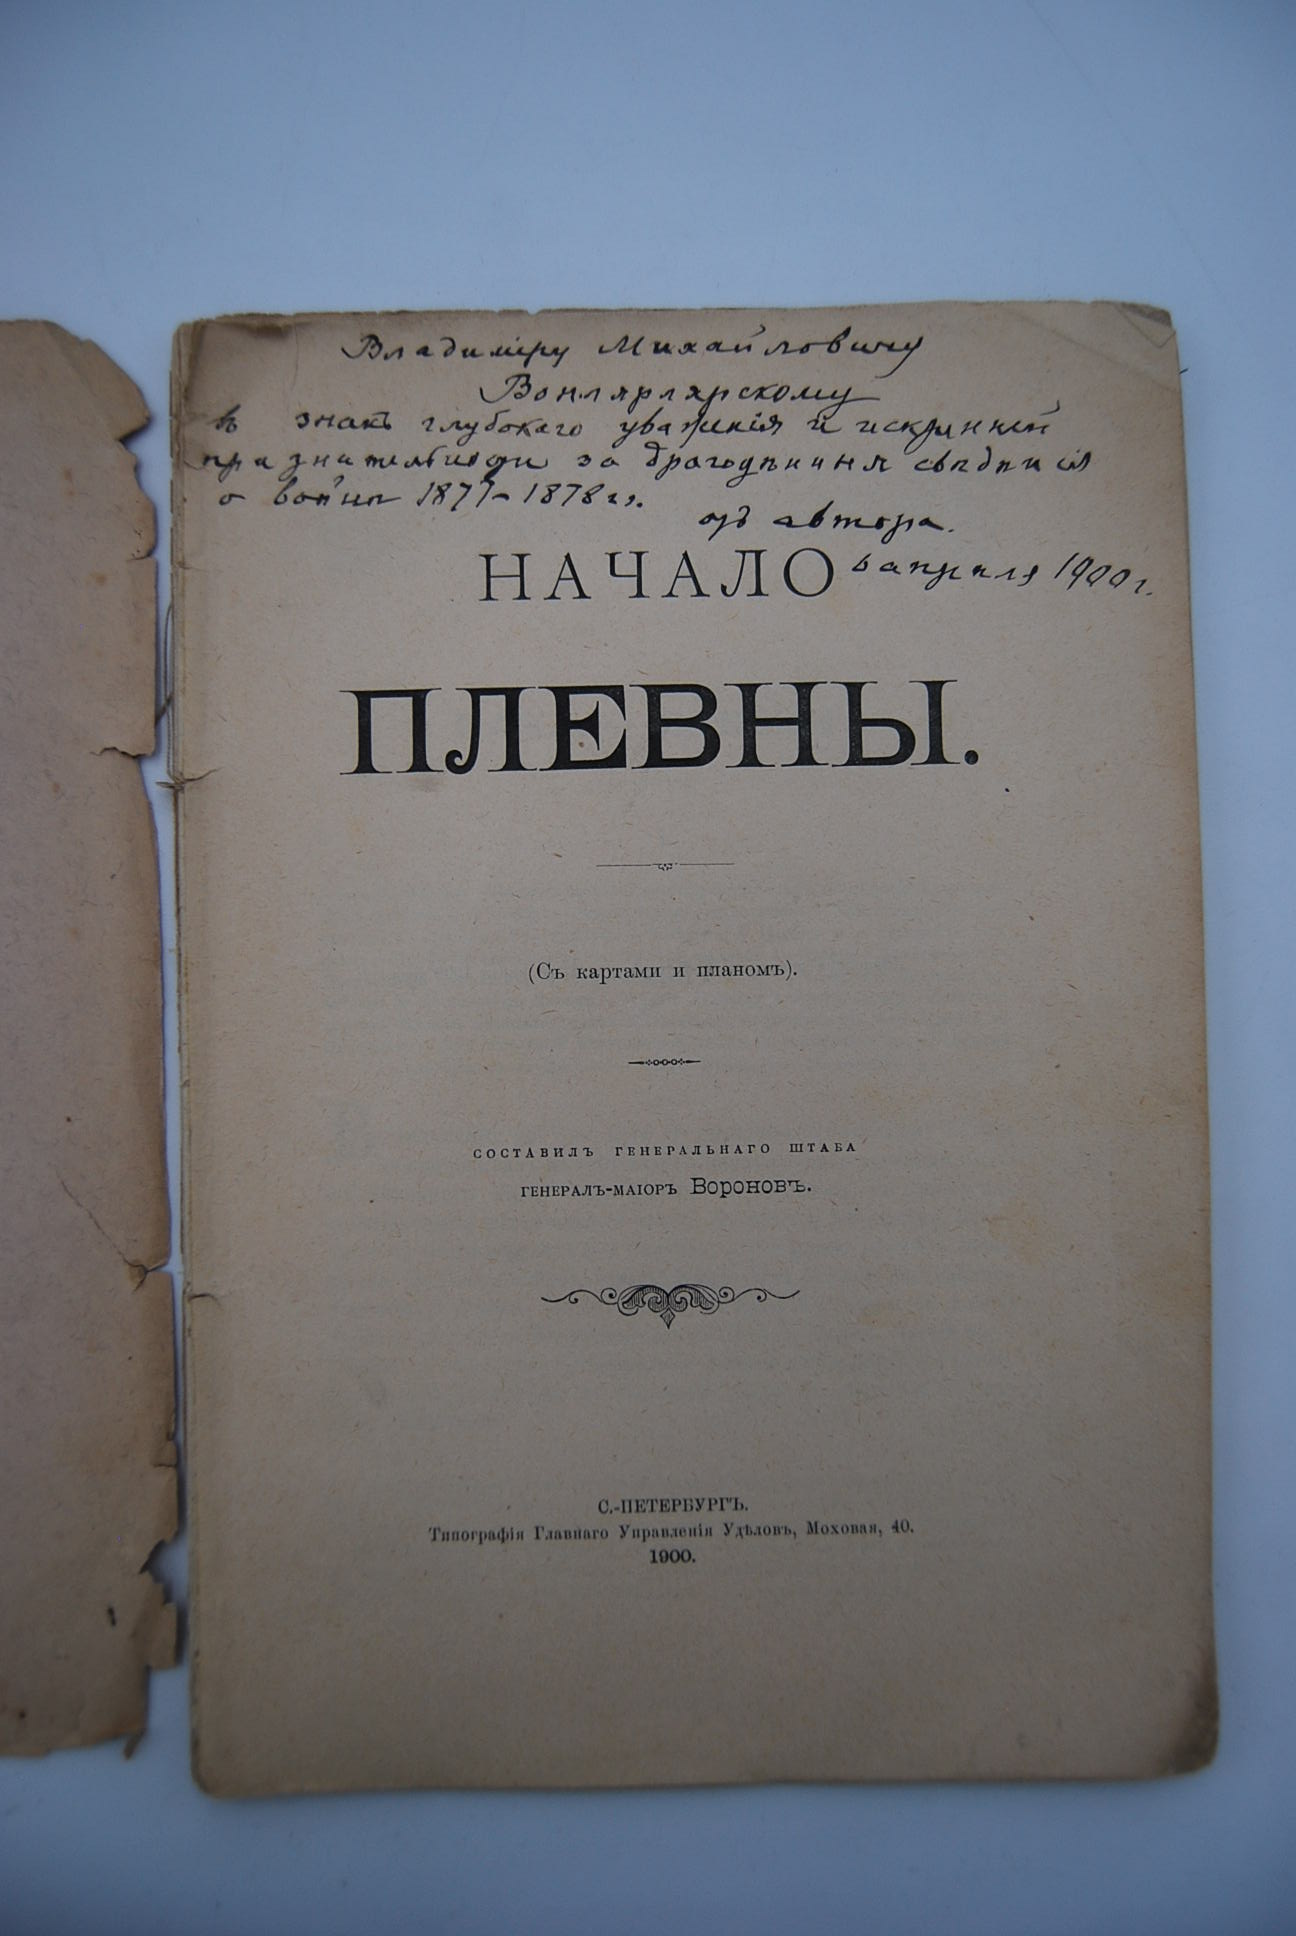 Владиміру Михайловичу
Вонлярлярскому
въ знакъ глубокаго уваженія и искренней
признательности за драгоцѣнныя свѣдѣнія
о войнѣ 1877-1878 гг.
отъ автора.
6 апрѣля 1900 г.
НАЧАЛО
ПЛЕВНЫ.
(Съ картами и планомъ).
СОСТАВИЛЪ ГЕНЕРАЛЬНАГО ШТАБА
ГЕНЕРАЛЪ-МАІОРЪ Вороновъ.
С.-ПЕТЕРБУРГЪ.
Типографія Главнаго Управленія Удѣловъ, Моховая, 40.
1900.